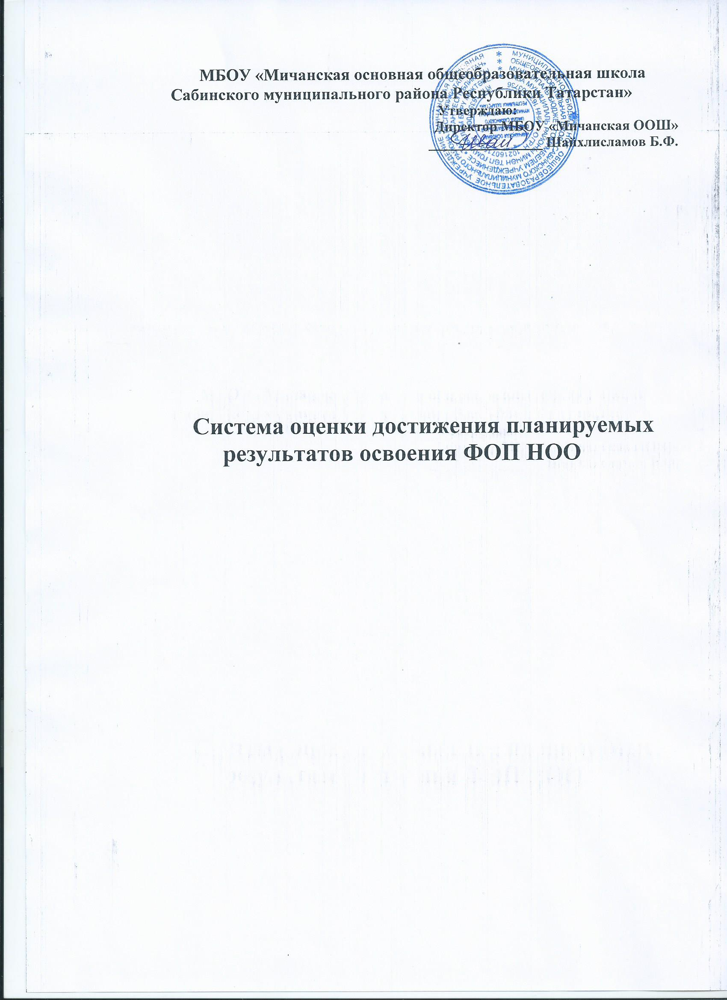 МБОУ «Мичанская основная общеобразовательная школа
Сабинского муниципального района Республики Татарстан»
Утверждаю:
Директор МБОУ «Мичанская ООШ»
Шайхлисламов Б.Ф.
Система оценки достижения планируемых
результатов освоения ФОП НОО